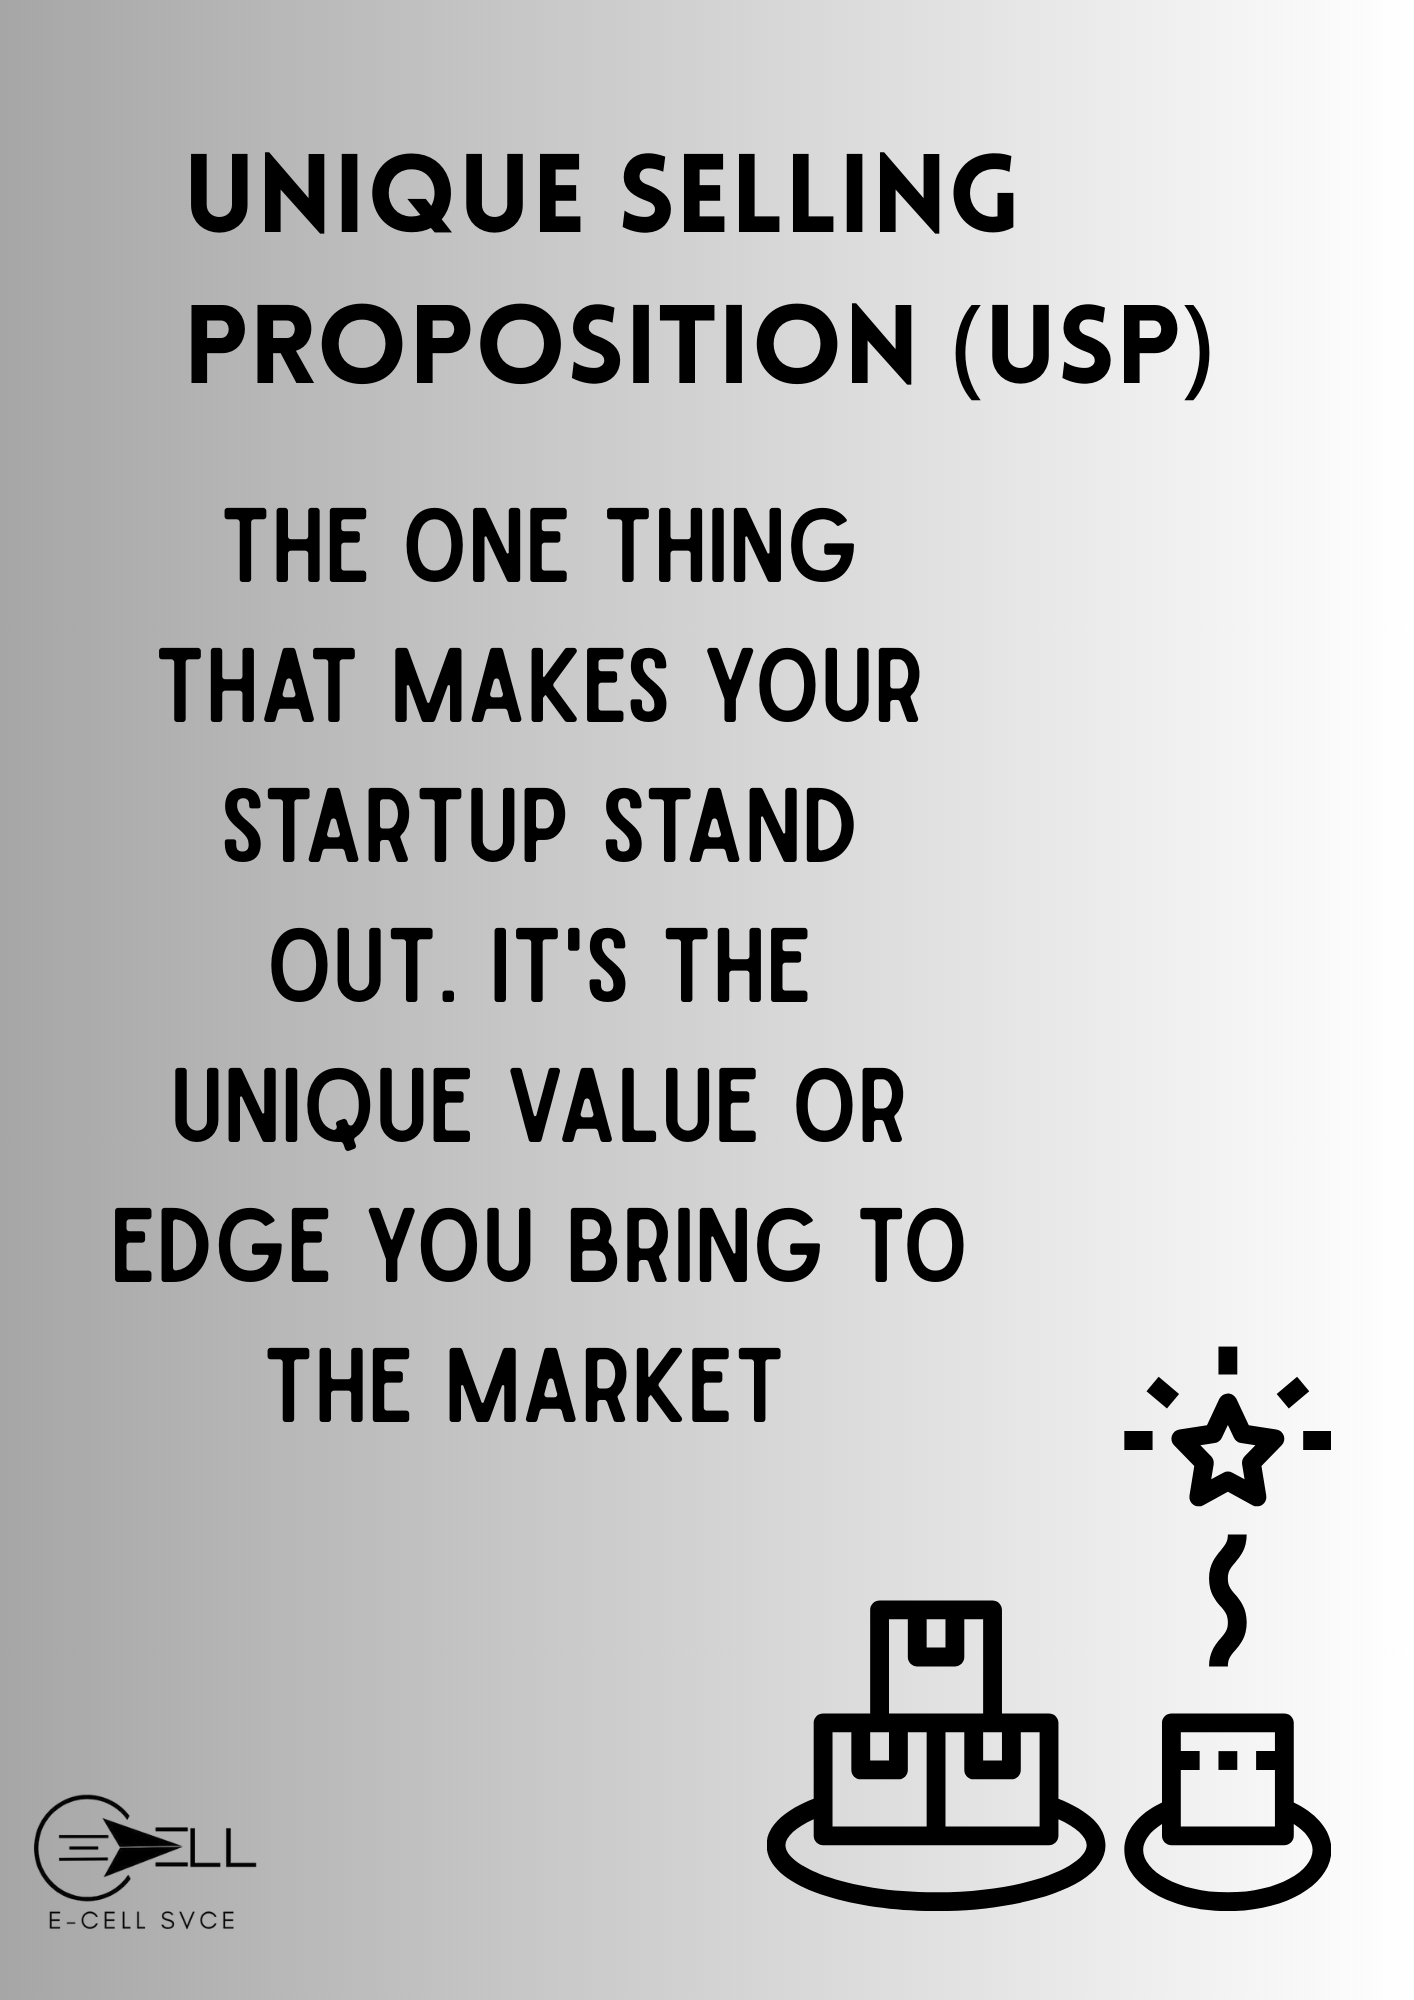 UNIQUE SELLING
PROPOSITION (USP)
THE ONE THING
THAT MAKES YOUR
STARTUP STAND
OUT. IT'S THE
UNIQUE VALUE OR
EDGE YOU BRING TO
THE MARKET
E CELL
E-CELL SVCE